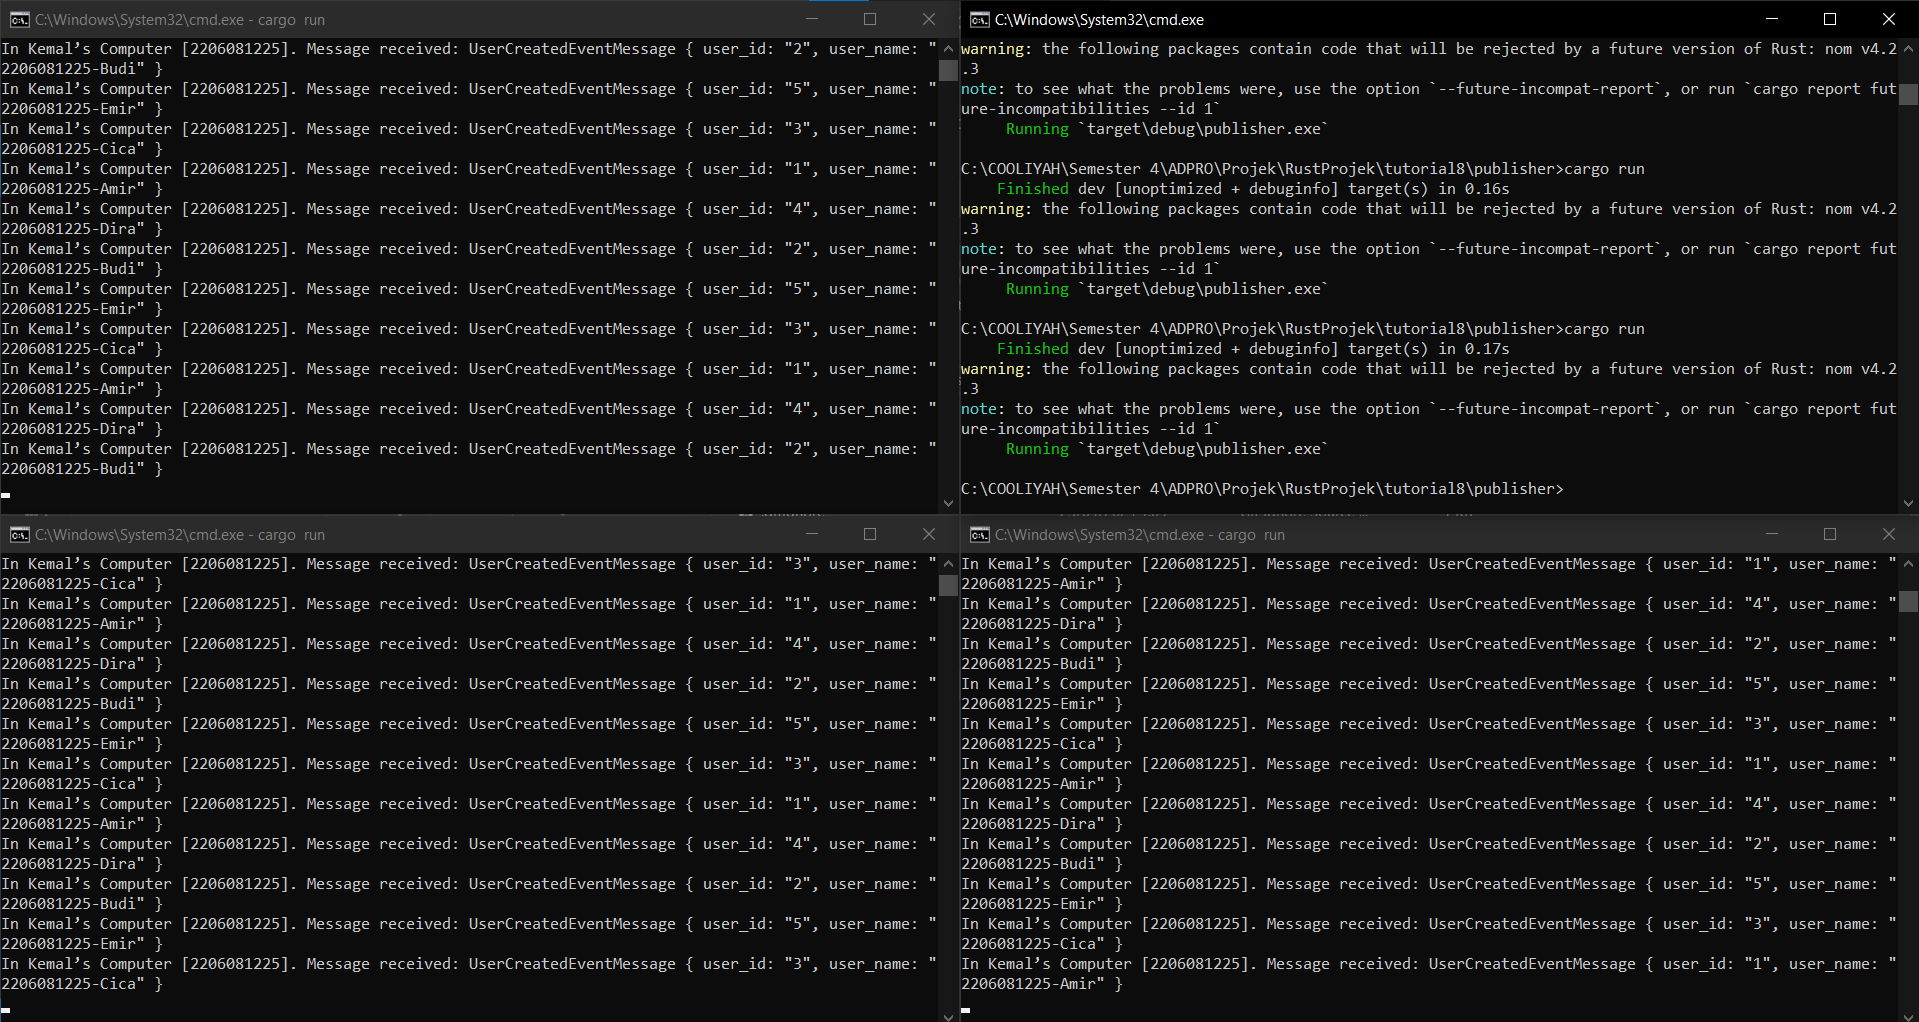 C:\Windows\System32\cmd.exe - cargo  run
In Kemal’s Computer [2206081225]. Message received: UserCreatedEventMessage { user_id: "2", user_name: "
2206081225-Budi" }
In Kemal’s Computer [2206081225]. Message received: UserCreatedEventMessage { user_id: "5", user_name: "
2206081225-Emir" }
In Kemal’s Computer [2206081225]. Message received: UserCreatedEventMessage { user_id: "3", user_name: "
2206081225-Cica" }
In Kemal’s Computer [2206081225]. Message received: UserCreatedEventMessage { user_id: "1", user_name: "
2206081225-Amir" }
In Kemal’s Computer [2206081225]. Message received: UserCreatedEventMessage { user_id: "4", user_name: "
2206081225-Dira" }
In Kemal’s Computer [2206081225]. Message received: UserCreatedEventMessage { user_id: "2", user_name: "
2206081225-Budi" }
In Kemal’s Computer [2206081225]. Message received: UserCreatedEventMessage { user_id: "5", user_name: "
2206081225-Emir" }
In Kemal’s Computer [2206081225]. Message received: UserCreatedEventMessage { user_id: "3", user_name: "
2206081225-Cica" }
In Kemal’s Computer [2206081225]. Message received: UserCreatedEventMessage { user_id: "1", user_name: "
2206081225-Amir" }
In Kemal’s Computer [2206081225]. Message received: UserCreatedEventMessage { user_id: "4", user_name: "
2206081225-Dira" }
In Kemal’s Computer [2206081225]. Message received: UserCreatedEventMessage { user_id: "2", user_name: "
2206081225-Budi" }
C:\Windows\System32\cmd.exe
warning: the following packages contain code that will be rejected by a future version of Rust: nom v4.2
.3
note: to see what the problems were, use the option `--future-incompat-report`, or run `cargo report fut
ure-incompatibilities --id 1`
     Running `target\debug\publisher.exe`
C:\COOLIYAH\Semester 4\ADPRO\Projek\RustProjek\tutorial8\publisher>cargo run
    Finished dev [unoptimized + debuginfo] target(s) in 0.16s
warning: the following packages contain code that will be rejected by a future version of Rust: nom v4.2
.3
note: to see what the problems were, use the option `--future-incompat-report`, or run `cargo report fut
ure-incompatibilities --id 1`
     Running `target\debug\publisher.exe`
C:\COOLIYAH\Semester 4\ADPRO\Projek\RustProjek\tutorial8\publisher>cargo run
    Finished dev [unoptimized + debuginfo] target(s) in 0.17s
warning: the following packages contain code that will be rejected by a future version of Rust: nom v4.2
.3
note: to see what the problems were, use the option `--future-incompat-report`, or run `cargo report fut
ure-incompatibilities --id 1`
     Running `target\debug\publisher.exe`
C:\COOLIYAH\Semester 4\ADPRO\Projek\RustProjek\tutorial8\publisher>
C:\Windows\System32\cmd.exe - cargo  run
In Kemal’s Computer [2206081225]. Message received: UserCreatedEventMessage { user_id: "3", user_name: "
2206081225-Cica" }
In Kemal’s Computer [2206081225]. Message received: UserCreatedEventMessage { user_id: "1", user_name: "
2206081225-Amir" }
In Kemal’s Computer [2206081225]. Message received: UserCreatedEventMessage { user_id: "4", user_name: "
2206081225-Dira" }
In Kemal’s Computer [2206081225]. Message received: UserCreatedEventMessage { user_id: "2", user_name: "
2206081225-Budi" }
In Kemal’s Computer [2206081225]. Message received: UserCreatedEventMessage { user_id: "5", user_name: "
2206081225-Emir" }
In Kemal’s Computer [2206081225]. Message received: UserCreatedEventMessage { user_id: "3", user_name: "
2206081225-Cica" }
In Kemal’s Computer [2206081225]. Message received: UserCreatedEventMessage { user_id: "1", user_name: "
2206081225-Amir" }
In Kemal’s Computer [2206081225]. Message received: UserCreatedEventMessage { user_id: "4", user_name: "
2206081225-Dira" }
In Kemal’s Computer [2206081225]. Message received: UserCreatedEventMessage { user_id: "2", user_name: "
2206081225-Budi" }
In Kemal’s Computer [2206081225]. Message received: UserCreatedEventMessage { user_id: "5", user_name: "
2206081225-Emir" }
In Kemal’s Computer [2206081225]. Message received: UserCreatedEventMessage { user_id: "3", user_name: "
2206081225-Cica" }
C:\Windows\System32\cmd.exe - cargo  run
In Kemal’s Computer [2206081225]. Message received: UserCreatedEventMessage { user_id: "1", user_name: "
2206081225-Amir" }
In Kemal’s Computer [2206081225]. Message received: UserCreatedEventMessage { user_id: "4", user_name: "
2206081225-Dira" }
In Kemal’s Computer [2206081225]. Message received: UserCreatedEventMessage { user_id: "2", user_name: "
2206081225-Budi" }
In Kemal’s Computer [2206081225]. Message received: UserCreatedEventMessage { user_id: "5", user_name: "
2206081225-Emir" }
In Kemal’s Computer [2206081225]. Message received: UserCreatedEventMessage { user_id: "3", user_name: "
2206081225-Cica" }
In Kemal’s Computer [2206081225]. Message received: UserCreatedEventMessage { user_id: "1", user_name: "
2206081225-Amir" }
In Kemal’s Computer [2206081225]. Message received: UserCreatedEventMessage { user_id: "4", user_name: "
2206081225-Dira" }
In Kemal’s Computer [2206081225]. Message received: UserCreatedEventMessage { user_id: "2", user_name: "
2206081225-Budi" }
In Kemal’s Computer [2206081225]. Message received: UserCreatedEventMessage { user_id: "5", user_name: "
2206081225-Emir" }
In Kemal’s Computer [2206081225]. Message received: UserCreatedEventMessage { user_id: "3", user_name: "
2206081225-Cica" }
In Kemal’s Computer [2206081225]. Message received: UserCreatedEventMessage { user_id: "1", user_name: "
2206081225-Amir" }